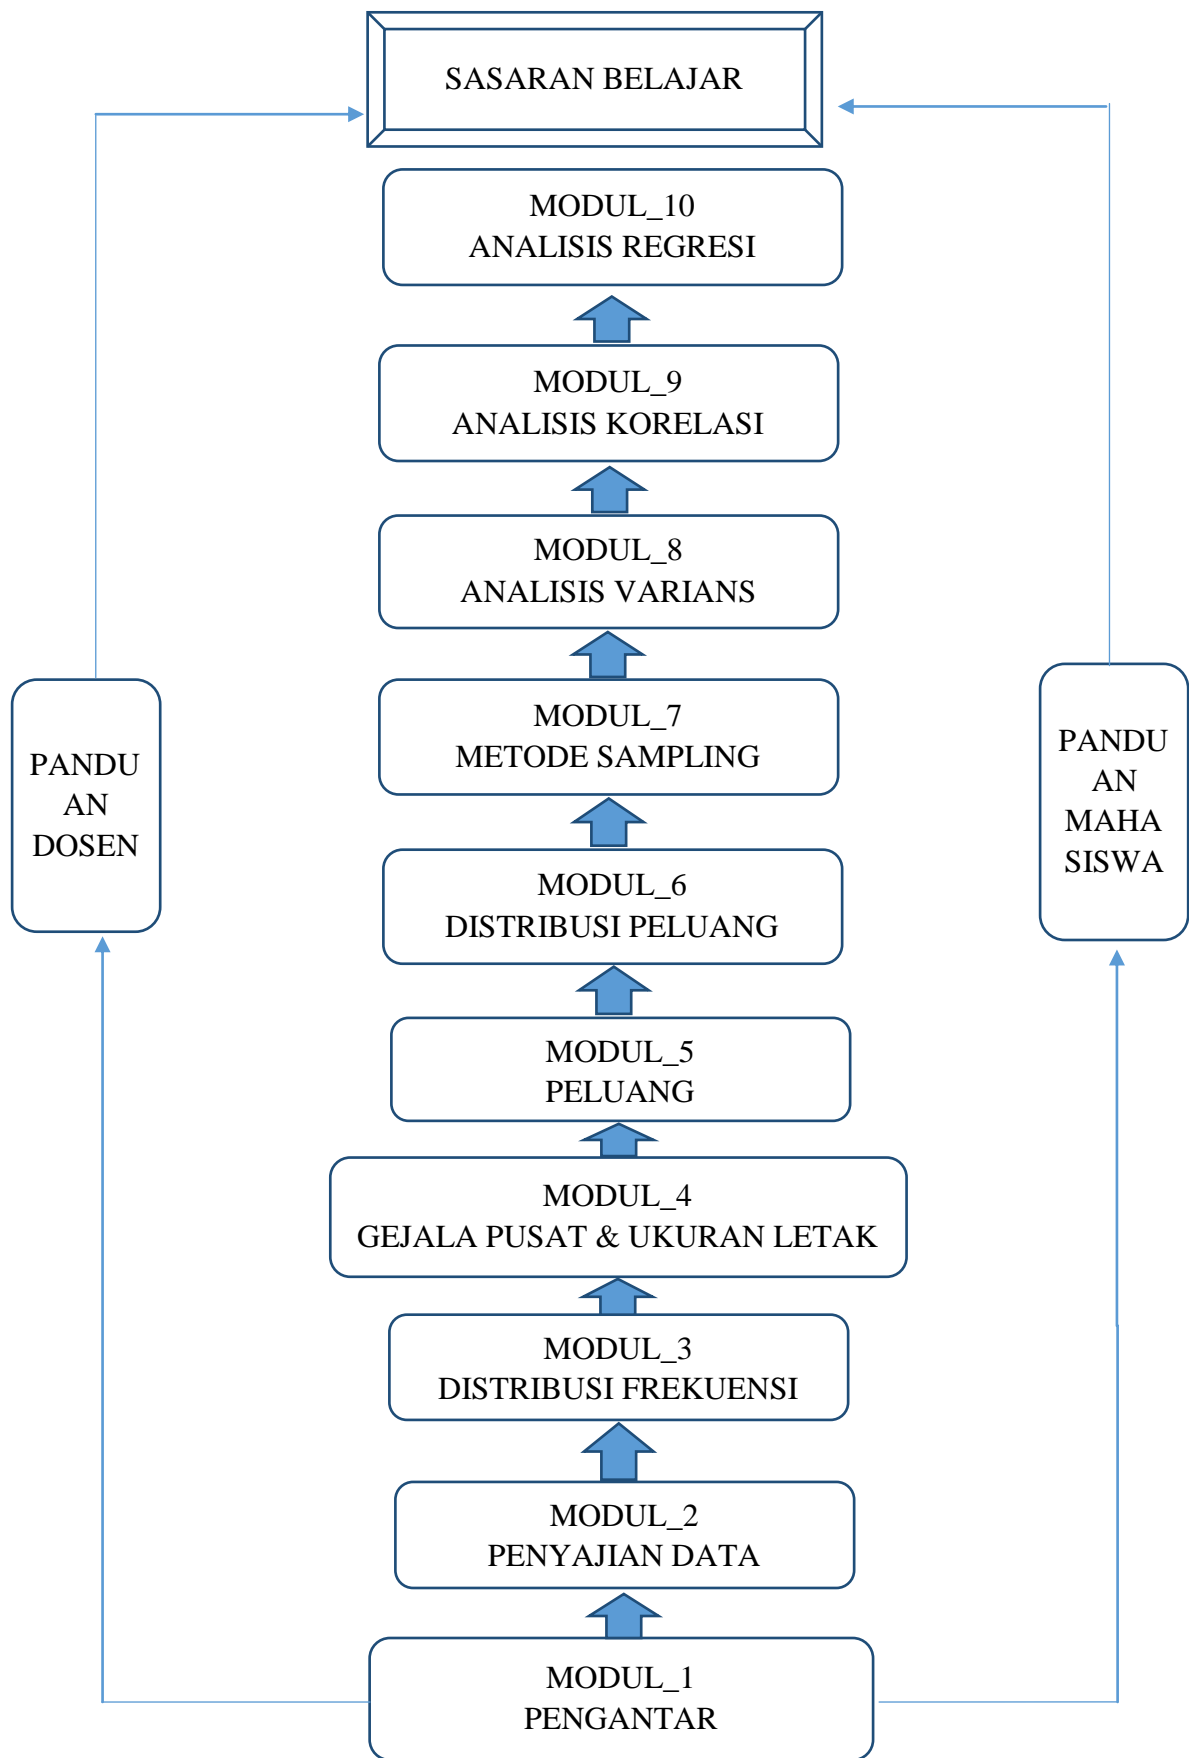 SASARAN BELAJAR
MODUL_10
ANALISIS REGRESI
MODUL_9
ANALISIS KORELASI
MODUL_8
ANALISIS VARIANS
MODUL_7
METODE SAMPLING
PANDU
AN
DOSEN
PANDU
AN
MAHA
SISWA
MODUL_6
DISTRIBUSI PELUANG
MODUL_5
PELUANG
MODUL_4
GEJALA PUSAT & UKURAN LETAK
MODUL_3
DISTRIBUSI FREKUENSI
MODUL_2
PENYAJIAN DATA
MODUL_1
PENGANTAR